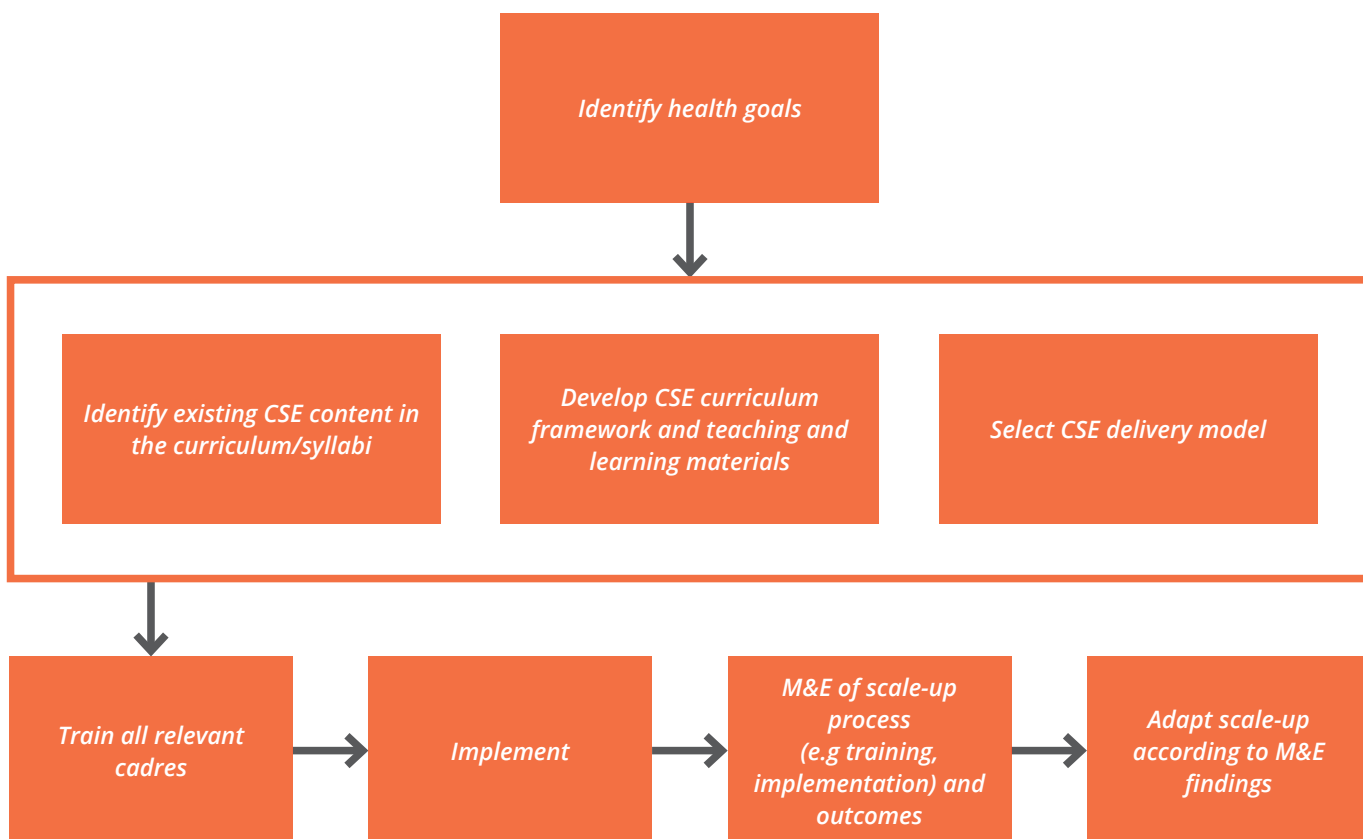 Identify health goals
Identify existing CSE content in
the curriculum/syllabi
Develop CSE curriculum
framework and teaching and
learning materials
Select CSE delivery model
Train all relevant
cadres
Implement
M&E of scale-up
process
(e.g training,
implementation) and
outcomes
Adapt scale-up
according to M&E
findings